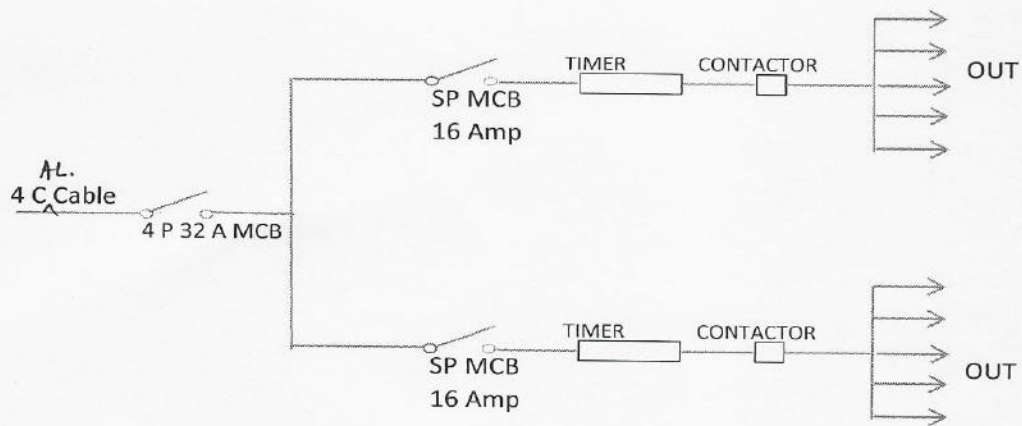 TIMER
CONTACTOR
OUT
SP MCB
16 Amp
AL.
4 C Cable
4 P 32 A MCB
TIMER
CONTACTOR
OUT
SP MCB
16 Amp